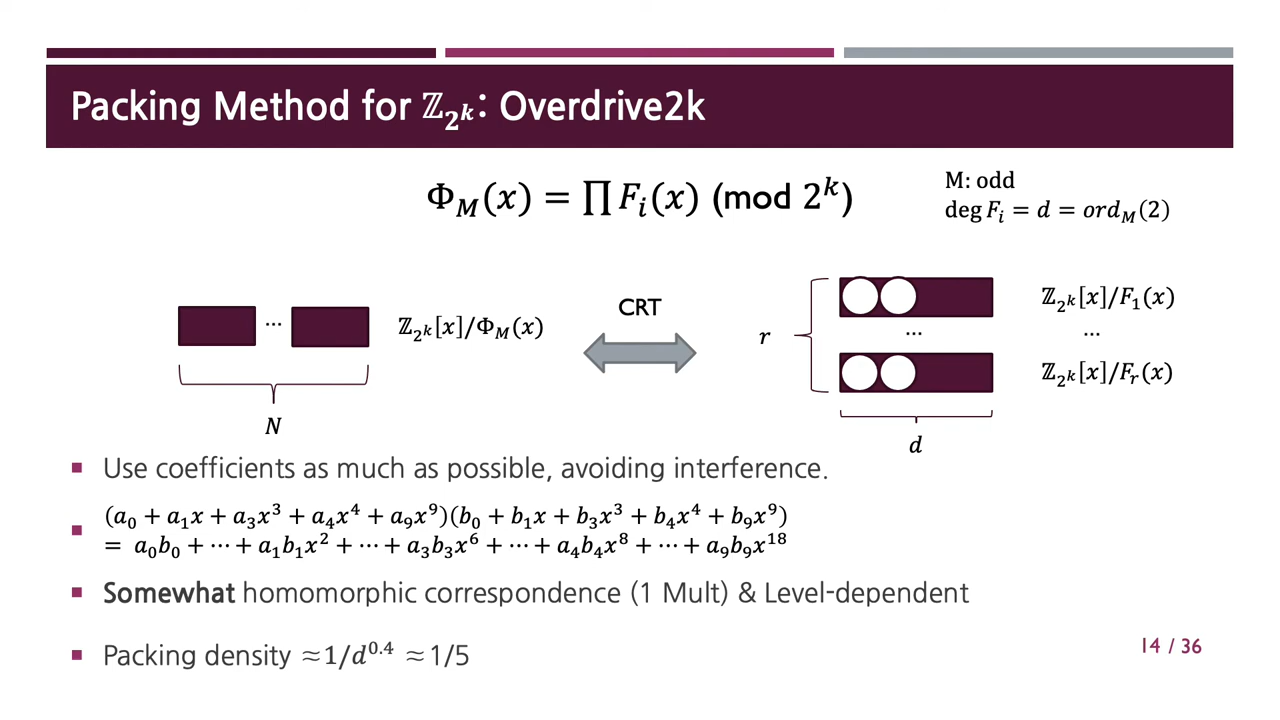 Packing Method for ℤ_{2^k}: Overdrive2k
Φ_M(x) = ∏ F_i(x) (mod 2^k)
M: odd
deg F_i = d = ord_M(2)
CRT
ℤ_{2^k}[x]/F_1(x)
⋯ ℤ_{2^k}[x]/Φ_M(x)
r ⋯ ⋯
ℤ_{2^k}[x]/F_r(x)
N
d
▪ Use coefficients as much as possible, avoiding interference.
▪ (a_0 + a_1x + a_3x^3 + a_4x^4 + a_9x^9)(b_0 + b_1x + b_3x^3 + b_4x^4 + b_9x^9)
= a_0b_0 + ⋯ + a_1b_1x^2 + ⋯ + a_3b_3x^6 + ⋯ + a_4b_4x^8 + ⋯ + a_9b_9x^{18}
▪ Somewhat homomorphic correspondence (1 Mult) & Level-dependent
▪ Packing density ≈1/d^{0.4} ≈1/5
14 / 36